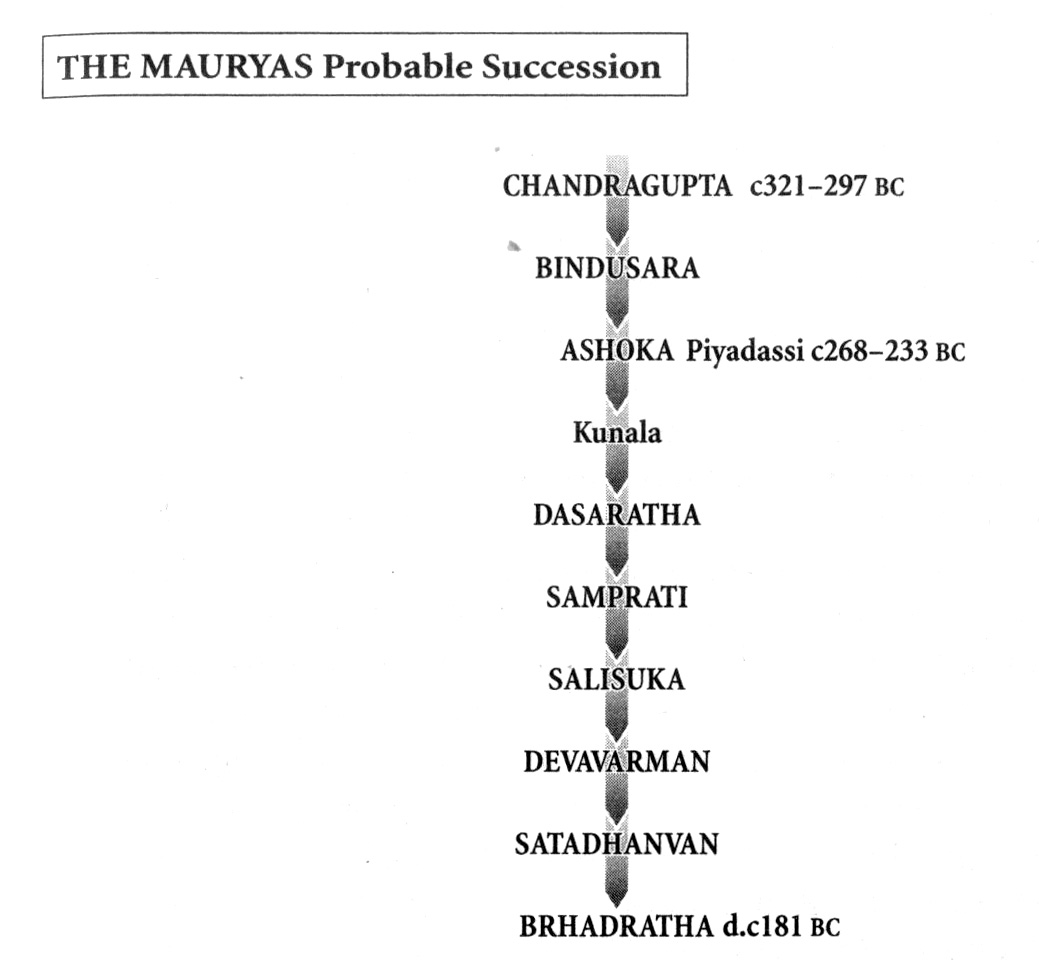 THE MAURYAS Probable Succession
CHANDRAGUPTA c321–297 BC
BINDUSARA
ASHOKA Piyadassi c268–233 BC
Kunala
DASARATHA
SAMPRATI
SALISUKA
DEVAVARMAN
SATADHANVAN
BRHADRATHA d.c181 BC